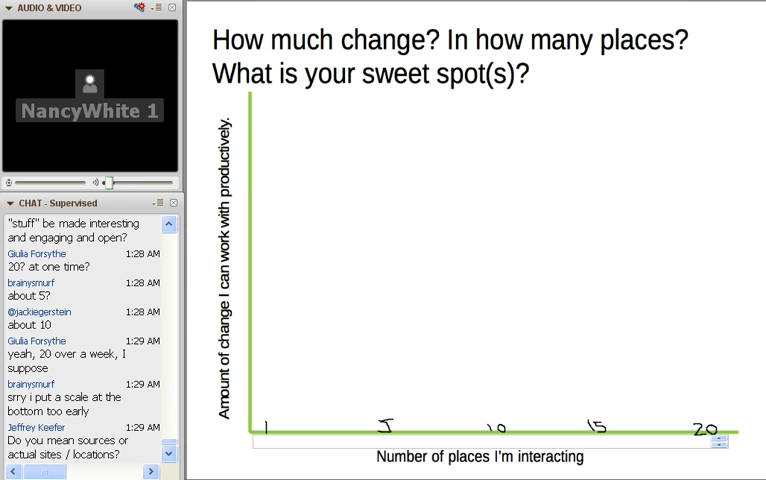 AUDIO & VIDEO
NancyWhite 1
CHAT - Supervised
"stuff" be made interesting
and engaging and open?
Giulia Forsythe 1:28 AM
20? at one time?
brainysmurf 1:28 AM
about 5?
@jackiegerstein 1:28 AM
about 10
Giulia Forsythe 1:29 AM
yeah, 20 over a week, I
suppose
brainysmurf 1:29 AM
srry i put a scale at the
bottom too early
Jeffrey Keefer 1:29 AM
Do you mean sources or
actual sites / locations?
How much change? In how many places?
What is your sweet spot(s)?
Amount of change I can work with productively.
1 5 10 15 20
Number of places I'm interacting